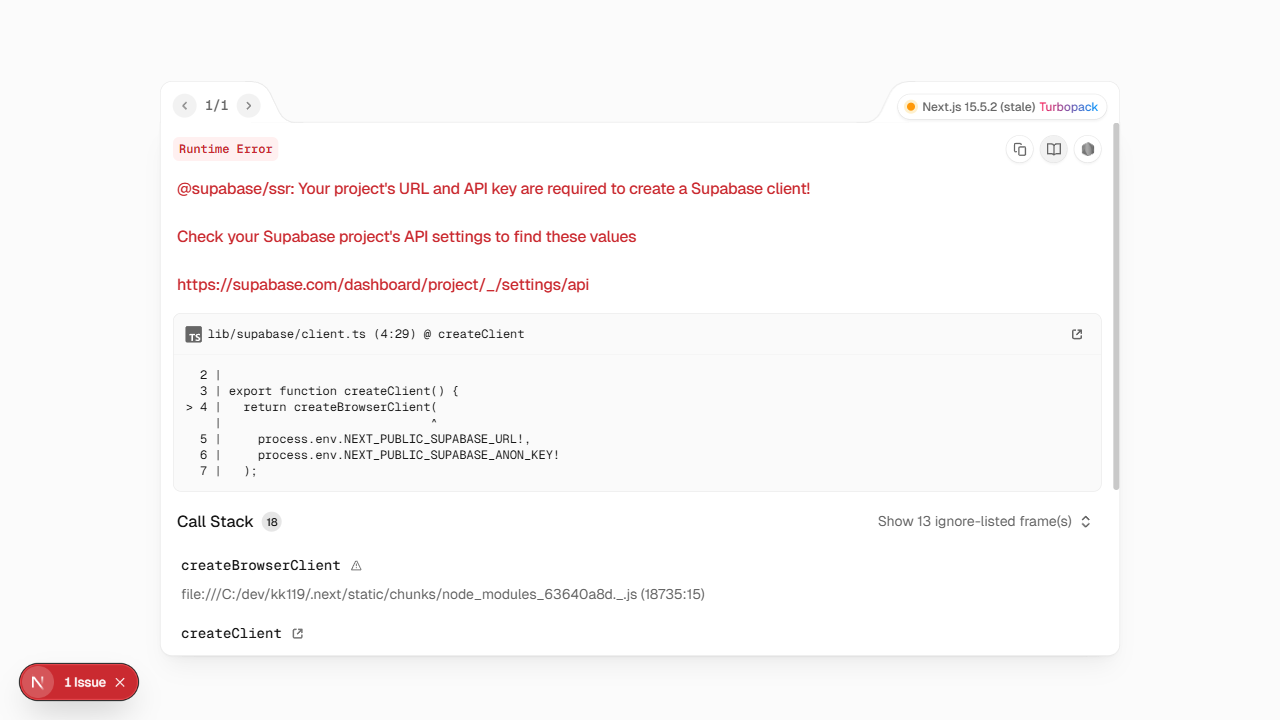 1/1
Next.js 15.5.2 (stale) Turbopack
Runtime Error
@supabase/ssr: Your project's URL and API key are required to create a Supabase client!
Check your Supabase project's API settings to find these values
https://supabase.com/dashboard/project/_/settings/api
TS lib/supabase/client.ts (4:29) @ createClient
  2 |
  3 | export function createClient() {
> 4 |   return createBrowserClient(
    |                             ^
  5 |     process.env.NEXT_PUBLIC_SUPABASE_URL!,
  6 |     process.env.NEXT_PUBLIC_SUPABASE_ANON_KEY!
  7 |   );
Call Stack 18
Show 13 ignore-listed frame(s)
createBrowserClient
file:///C:/dev/kk119/.next/static/chunks/node_modules_63640a8d._.js (18735:15)
createClient
N 1 Issue